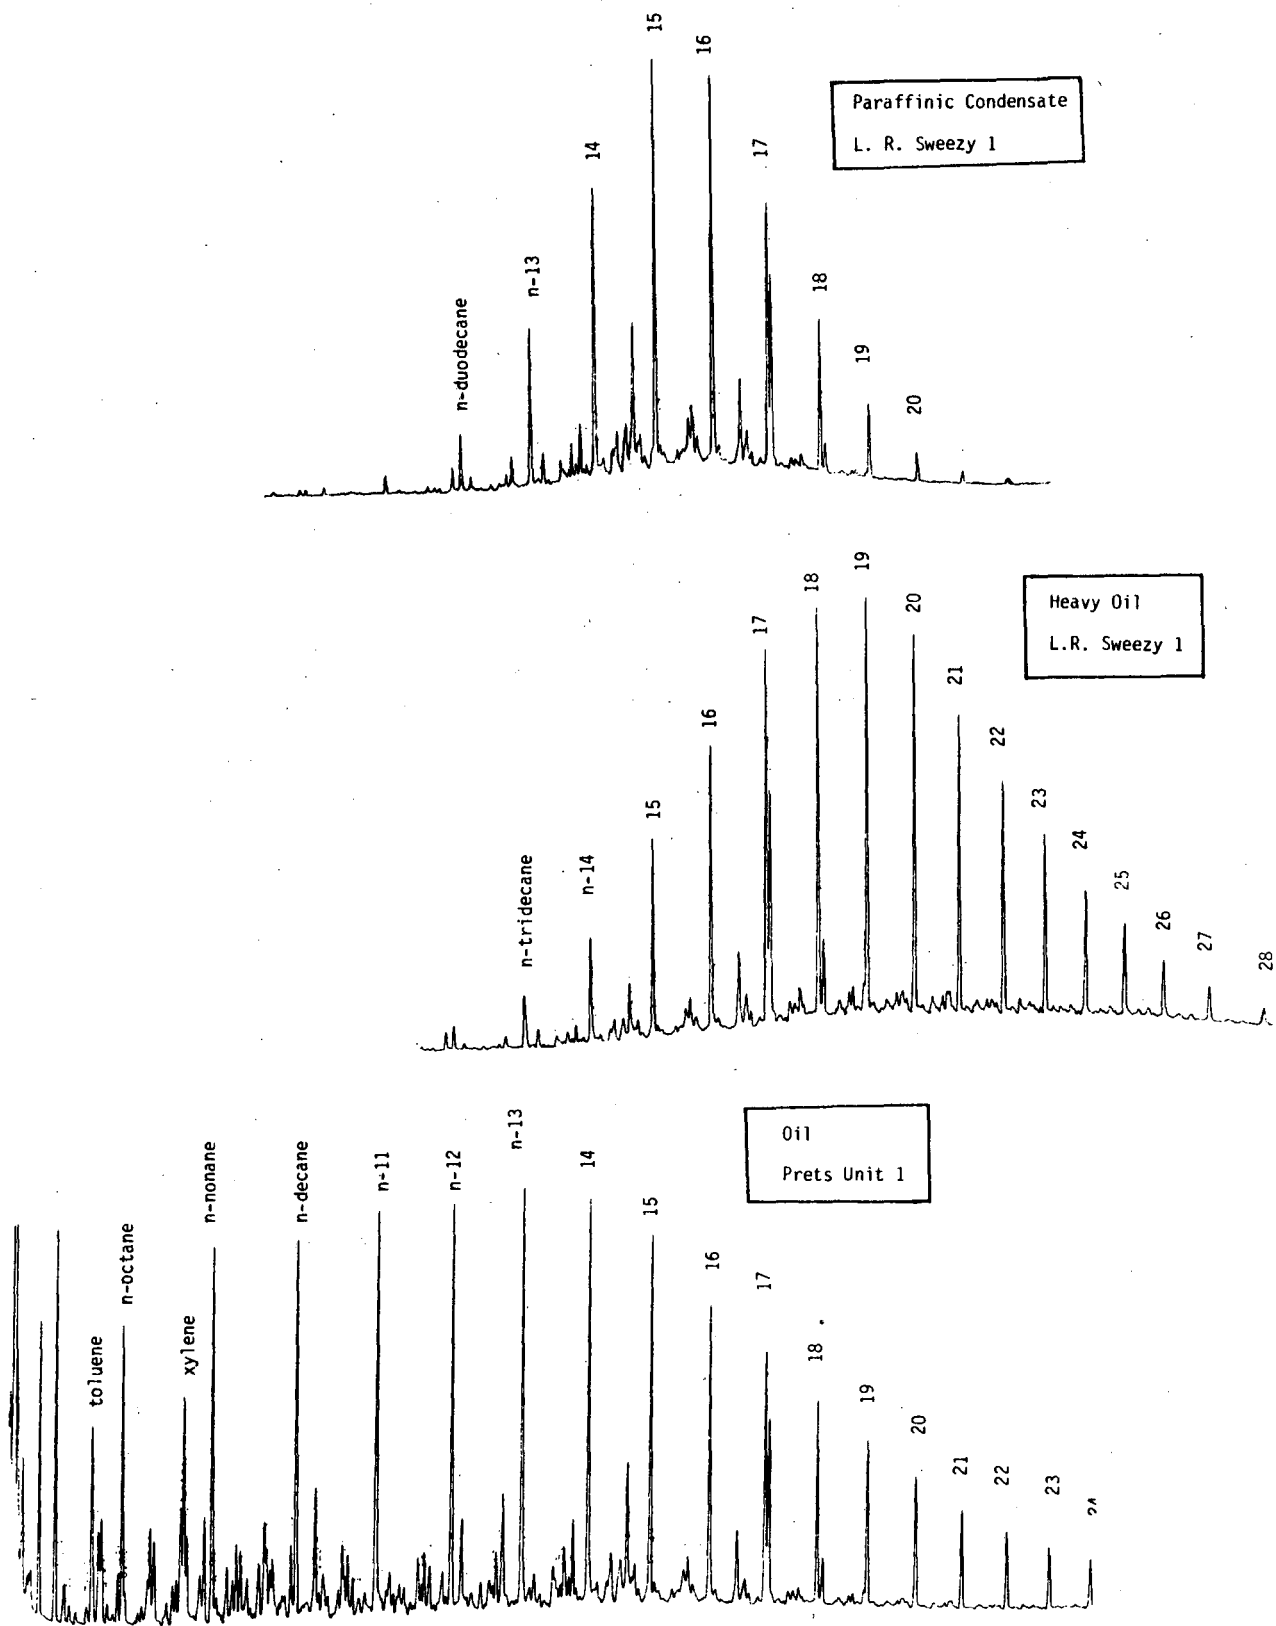 Paraffinic Condensate
L. R. Sweezy 1
n-duodecane
n-13
14
15
16
17
18
19
20
Heavy Oil
L.R. Sweezy 1
n-tridecane
n-14
15
16
17
18
19
20
21
22
23
24
25
26
27
28
Oil
Prets Unit 1
toluene
n-octane
xylene
n-nonane
n-decane
n-11
n-12
n-13
14
15
16
17
18
19
20
21
22
23